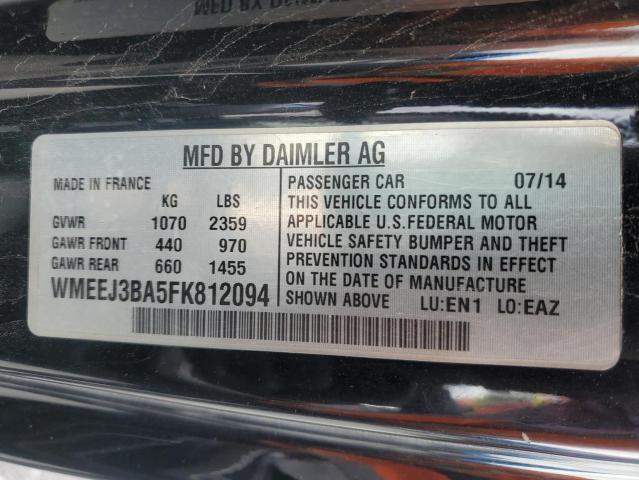 MFD BY DAIMLER AG
MADE IN FRANCE
KG LBS
GVWR 1070 2359
GAWR FRONT 440 970
GAWR REAR 660 1455
WMEEJ3BA5FK812094
PASSENGER CAR 07/14
THIS VEHICLE CONFORMS TO ALL
APPLICABLE U.S.FEDERAL MOTOR
VEHICLE SAFETY BUMPER AND THEFT
PREVENTION STANDARDS IN EFFECT
ON THE DATE OF MANUFACTURE
SHOWN ABOVE LU:EN1 LO:EAZ